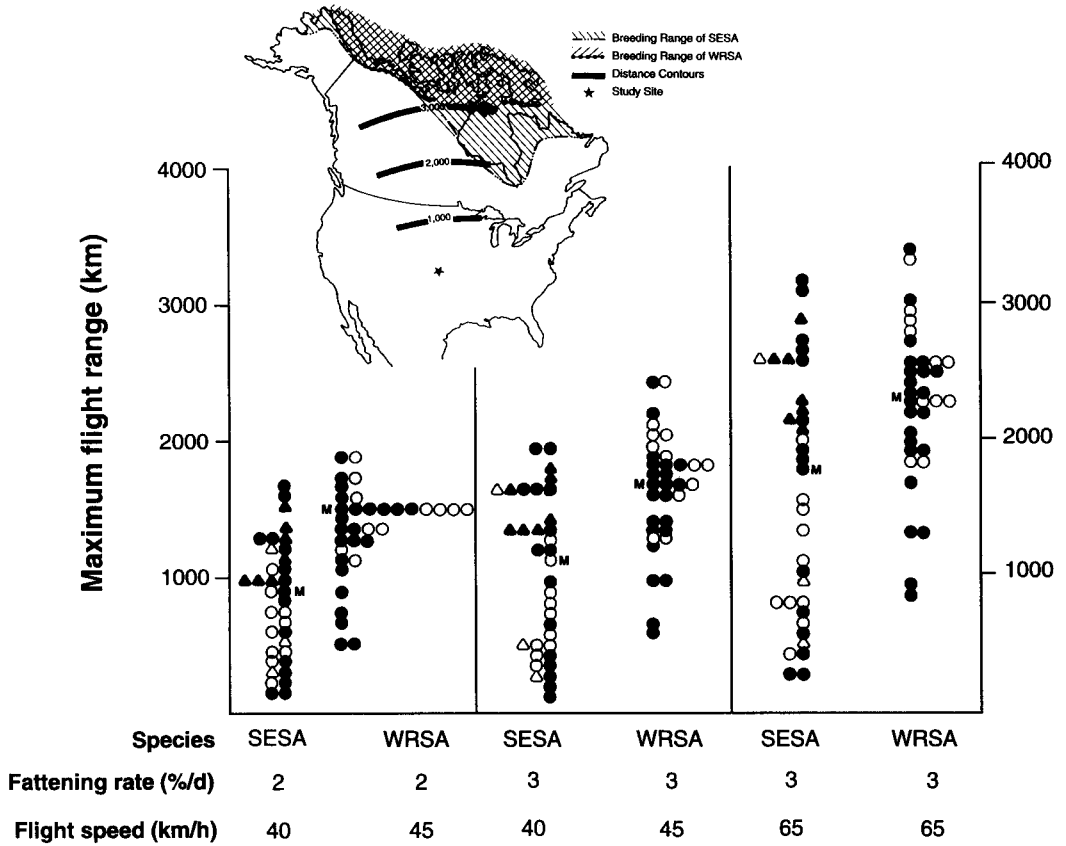 Breeding Range of SESA
Breeding Range of WRSA
Distance Contours
Study Site
3,000
2,000
1,000
4000
3000
2000
1000
Maximum flight range (km)
4000
3000
2000
1000
M
M
M
M
M
M
Species SESA WRSA SESA WRSA SESA WRSA
Fattening rate (%/d) 2 2 3 3 3 3
Flight speed (km/h) 40 45 40 45 65 65